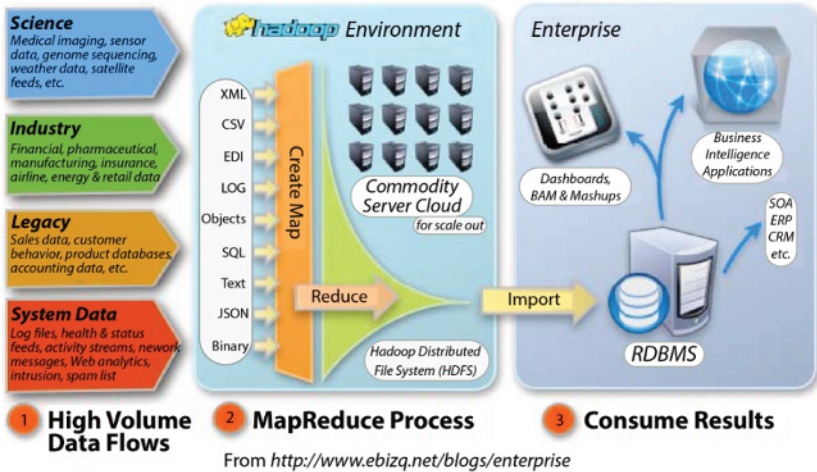 Science
Medical imaging, sensor
data, genome sequencing,
weather data, satellite
feeds, etc.
Industry
Financial, pharmaceutical,
manufacturing, insurance,
airline, energy & retail data
Legacy
Sales data, customer
behavior, product databases,
accounting data, etc.
System Data
Log files, health & status
feeds, activity streams, nework
messages, Web analytics,
intrusion, spam list
1 High Volume
Data Flows
hadoop Environment
XML
CSV
EDI
LOG
Objects
SQL
Text
JSON
Binary
Create Map
Commodity
Server Cloud
for scale out
Reduce
Hadoop Distributed
File System (HDFS)
2 MapReduce Process
Import
Enterprise
Dashboards,
BAM & Mashups
Business
Intelligence
Applications
SOA
ERP
CRM
etc.
RDBMS
3 Consume Results
From http://www.ebizq.net/blogs/enterprise